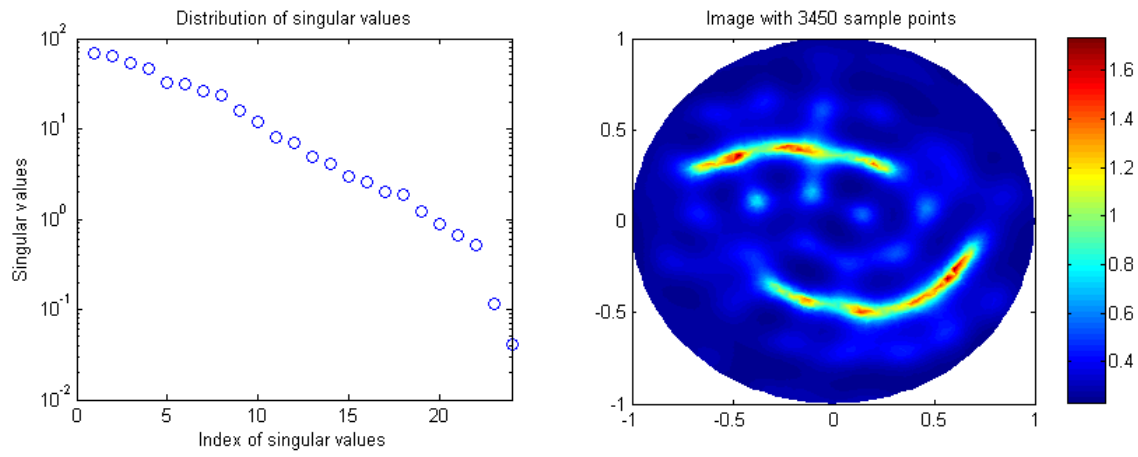 Distribution of singular values
10^2
10^1
10^0
10^-1
10^-2
Singular values
0 5 10 15 20
Index of singular values
Image with 3450 sample points
1
0.5
0
-0.5
-1
-1 -0.5 0 0.5 1
1.6
1.4
1.2
1
0.8
0.6
0.4